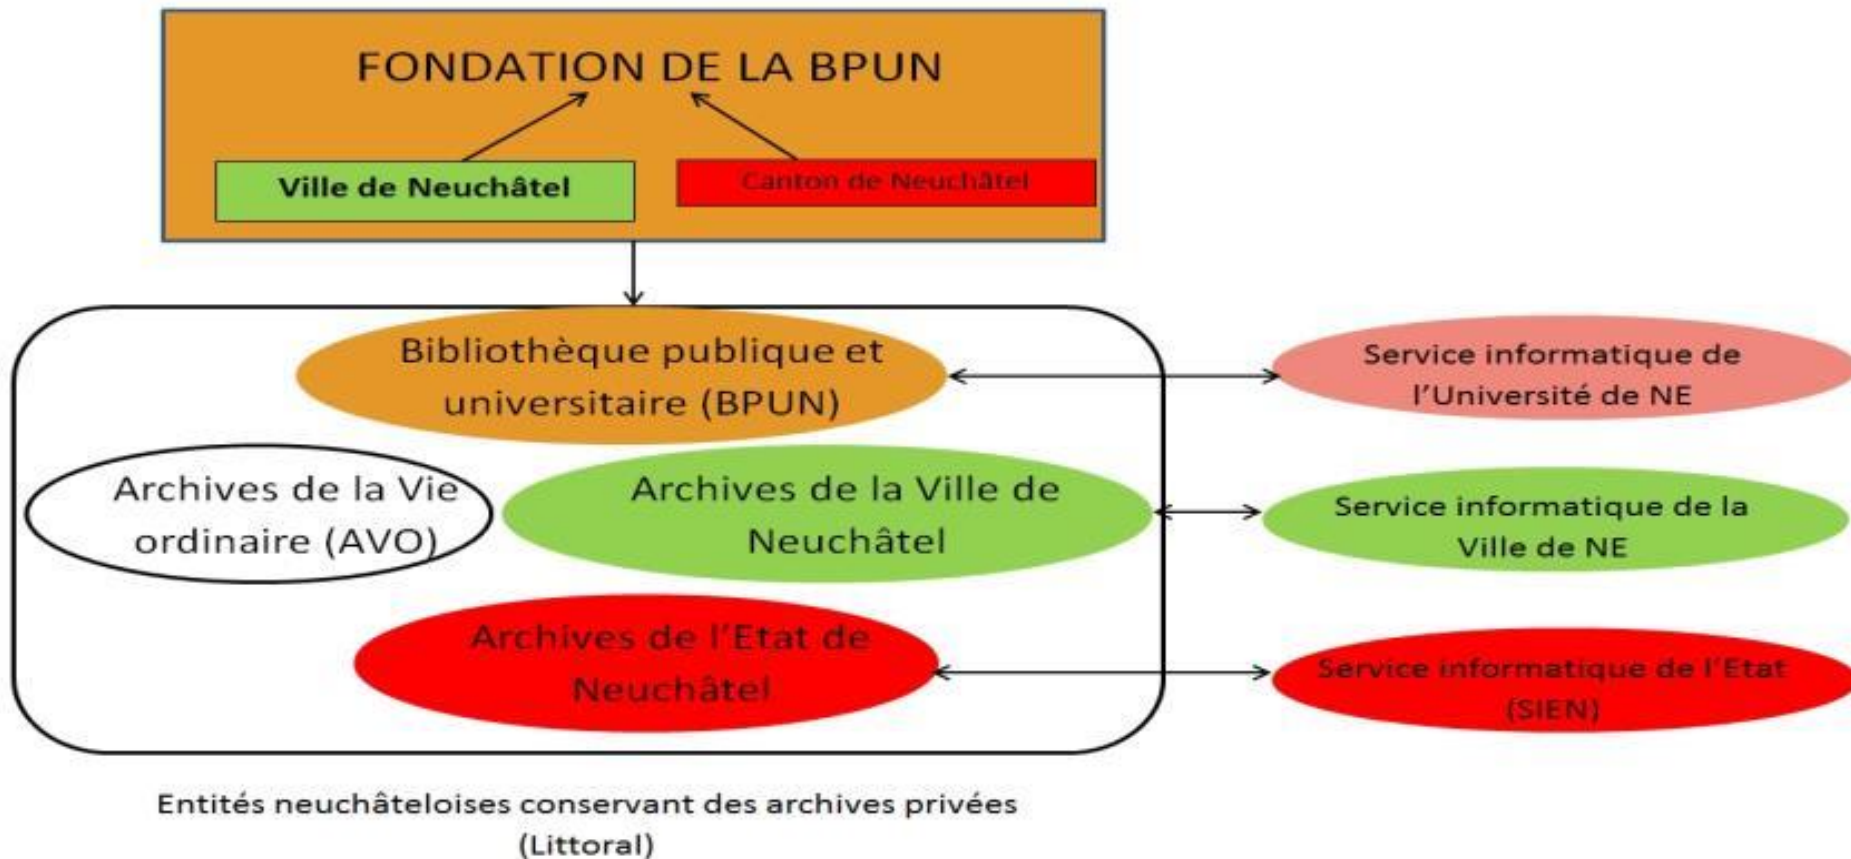 FONDATION DE LA BPUN
Ville de Neuchâtel
Canton de Neuchâtel
Bibliothèque publique et
universitaire (BPUN)
Service informatique de
l'Université de NE
Archives de la Vie
ordinaire (AVO)
Archives de la Ville de
Neuchâtel
Service informatique de la
Ville de NE
Archives de l'Etat de
Neuchâtel
Service informatique de l'Etat
(SIEN)
Entités neuchâteloises conservant des archives privées
(Littoral)